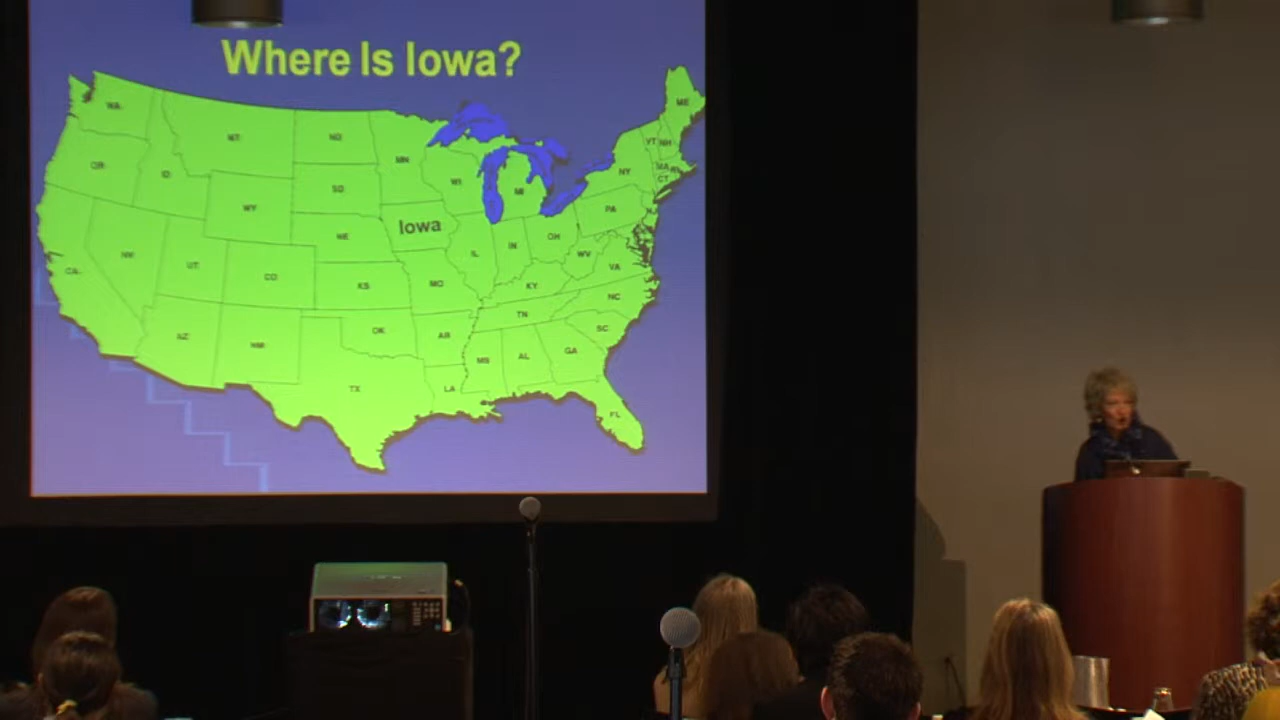 Where Is Iowa?
WA
MT
ND
MN
ME
VT
NH
OR
ID
SD
WI
MI
NY
MA
RI
CT
WY
Iowa
PA
NJ
NE
NV
UT
CO
IL
IN
OH
WV
VA
CA
KS
MO
KY
NC
AZ
NM
OK
AR
TN
SC
MS
AL
GA
TX
LA
FL